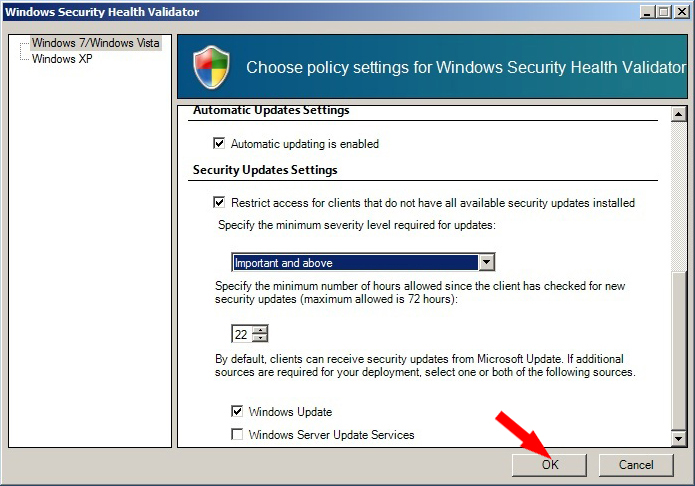 Windows Security Health Validator
Windows 7/Windows Vista
Windows XP
Choose policy settings for Windows Security Health Validator
Automatic Updates Settings
Automatic updating is enabled
Security Updates Settings
Restrict access for clients that do not have all available security updates installed
Specify the minimum severity level required for updates:
Important and above
Specify the minimum number of hours allowed since the client has checked for new
security updates (maximum allowed is 72 hours):
22
By default, clients can receive security updates from Microsoft Update. If additional
sources are required for your deployment, select one or both of the following sources.
Windows Update
Windows Server Update Services
OK
Cancel